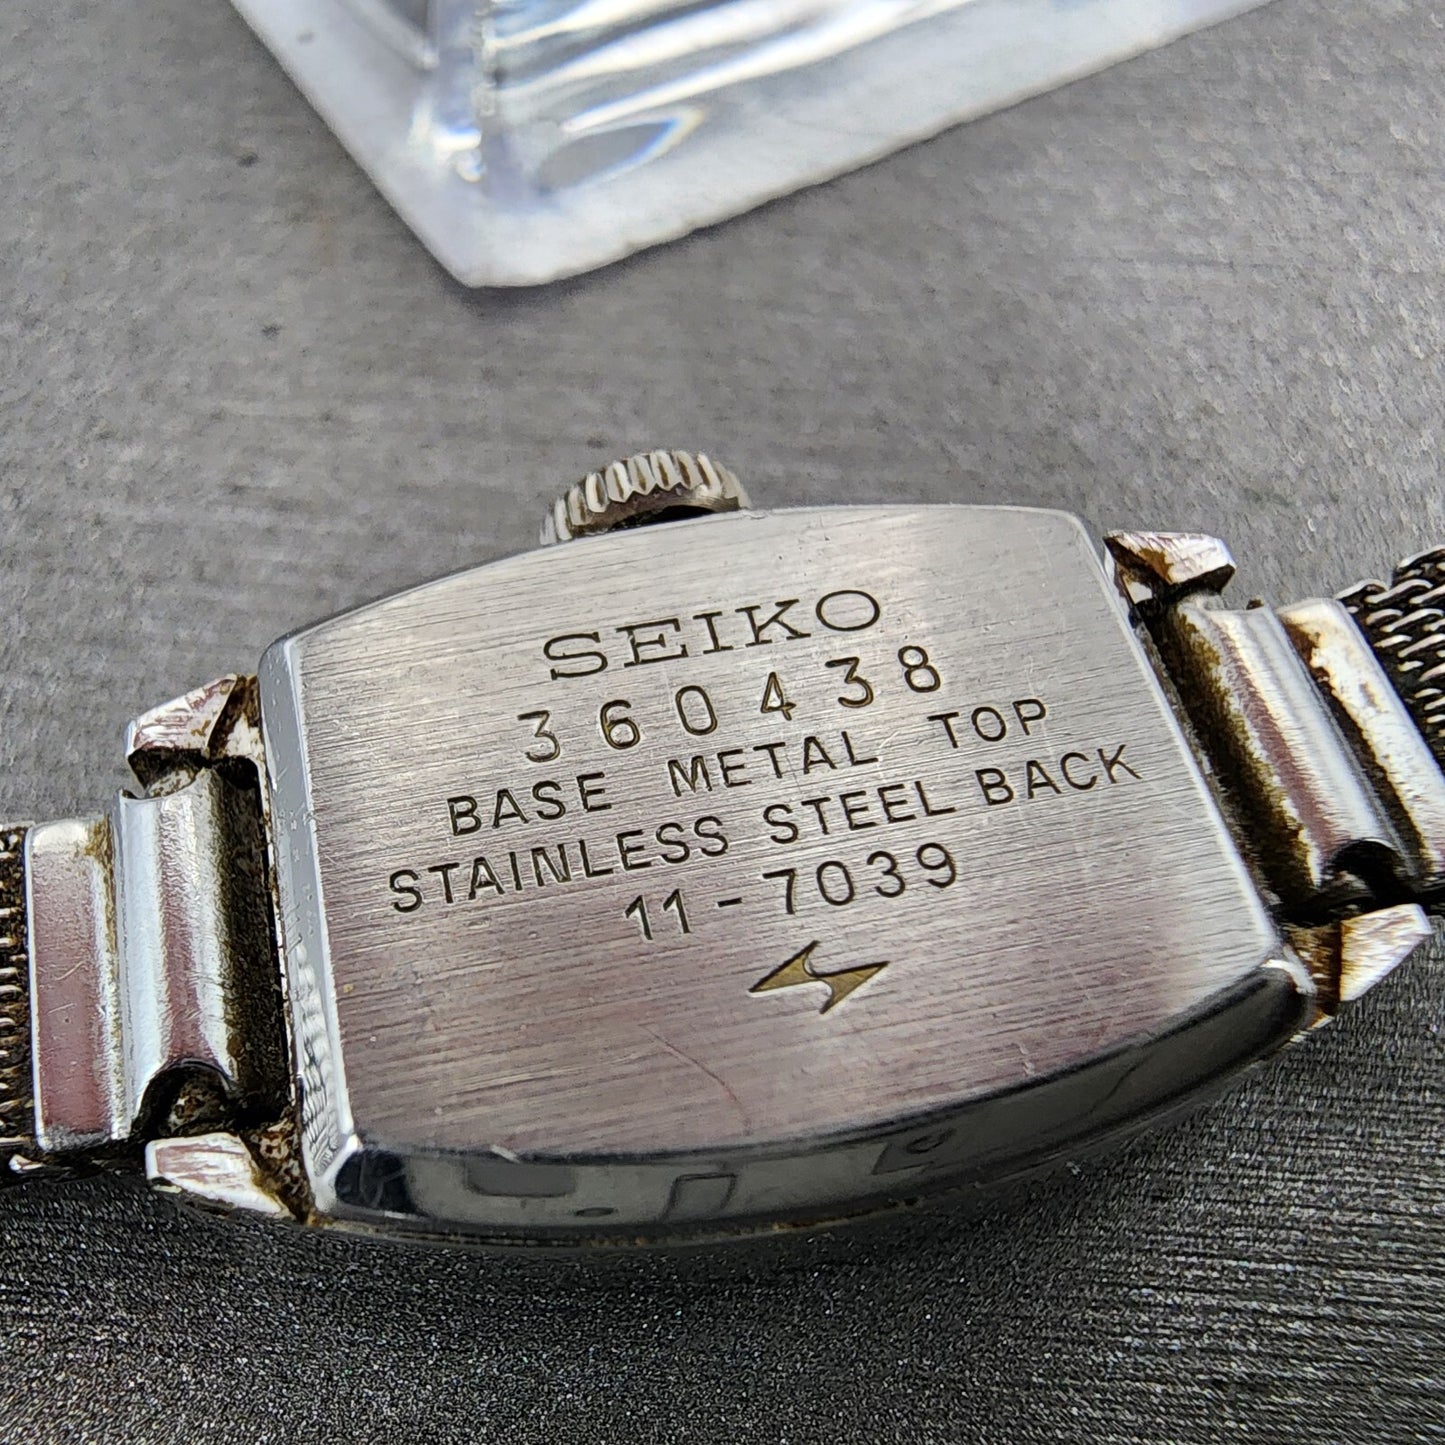 SEIKO
360438
BASE METAL TOP
STAINLESS STEEL BACK
11-7039